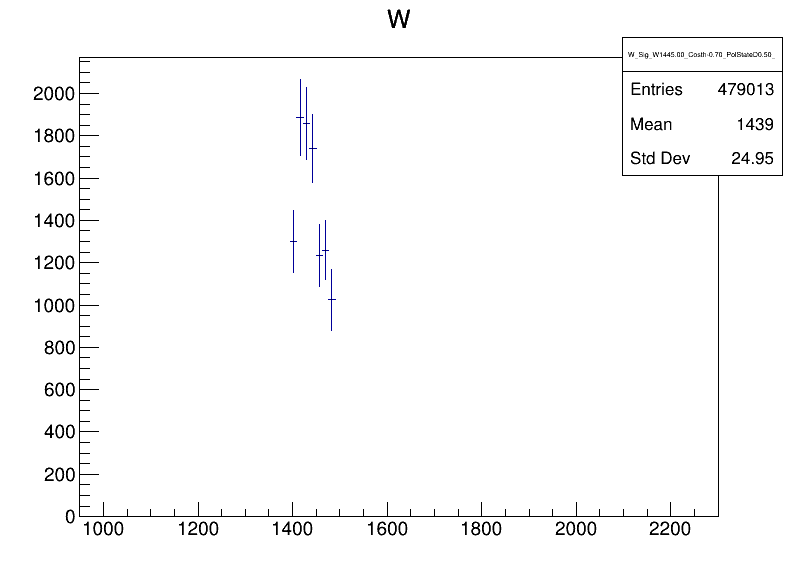 W
W_Sig_W1445.00_Costh-0.70_PolStateD0.50_
Entries 479013
Mean 1439
Std Dev 24.95
2000
1800
1600
1400
1200
1000
800
600
400
200
0
1000 1200 1400 1600 1800 2000 2200